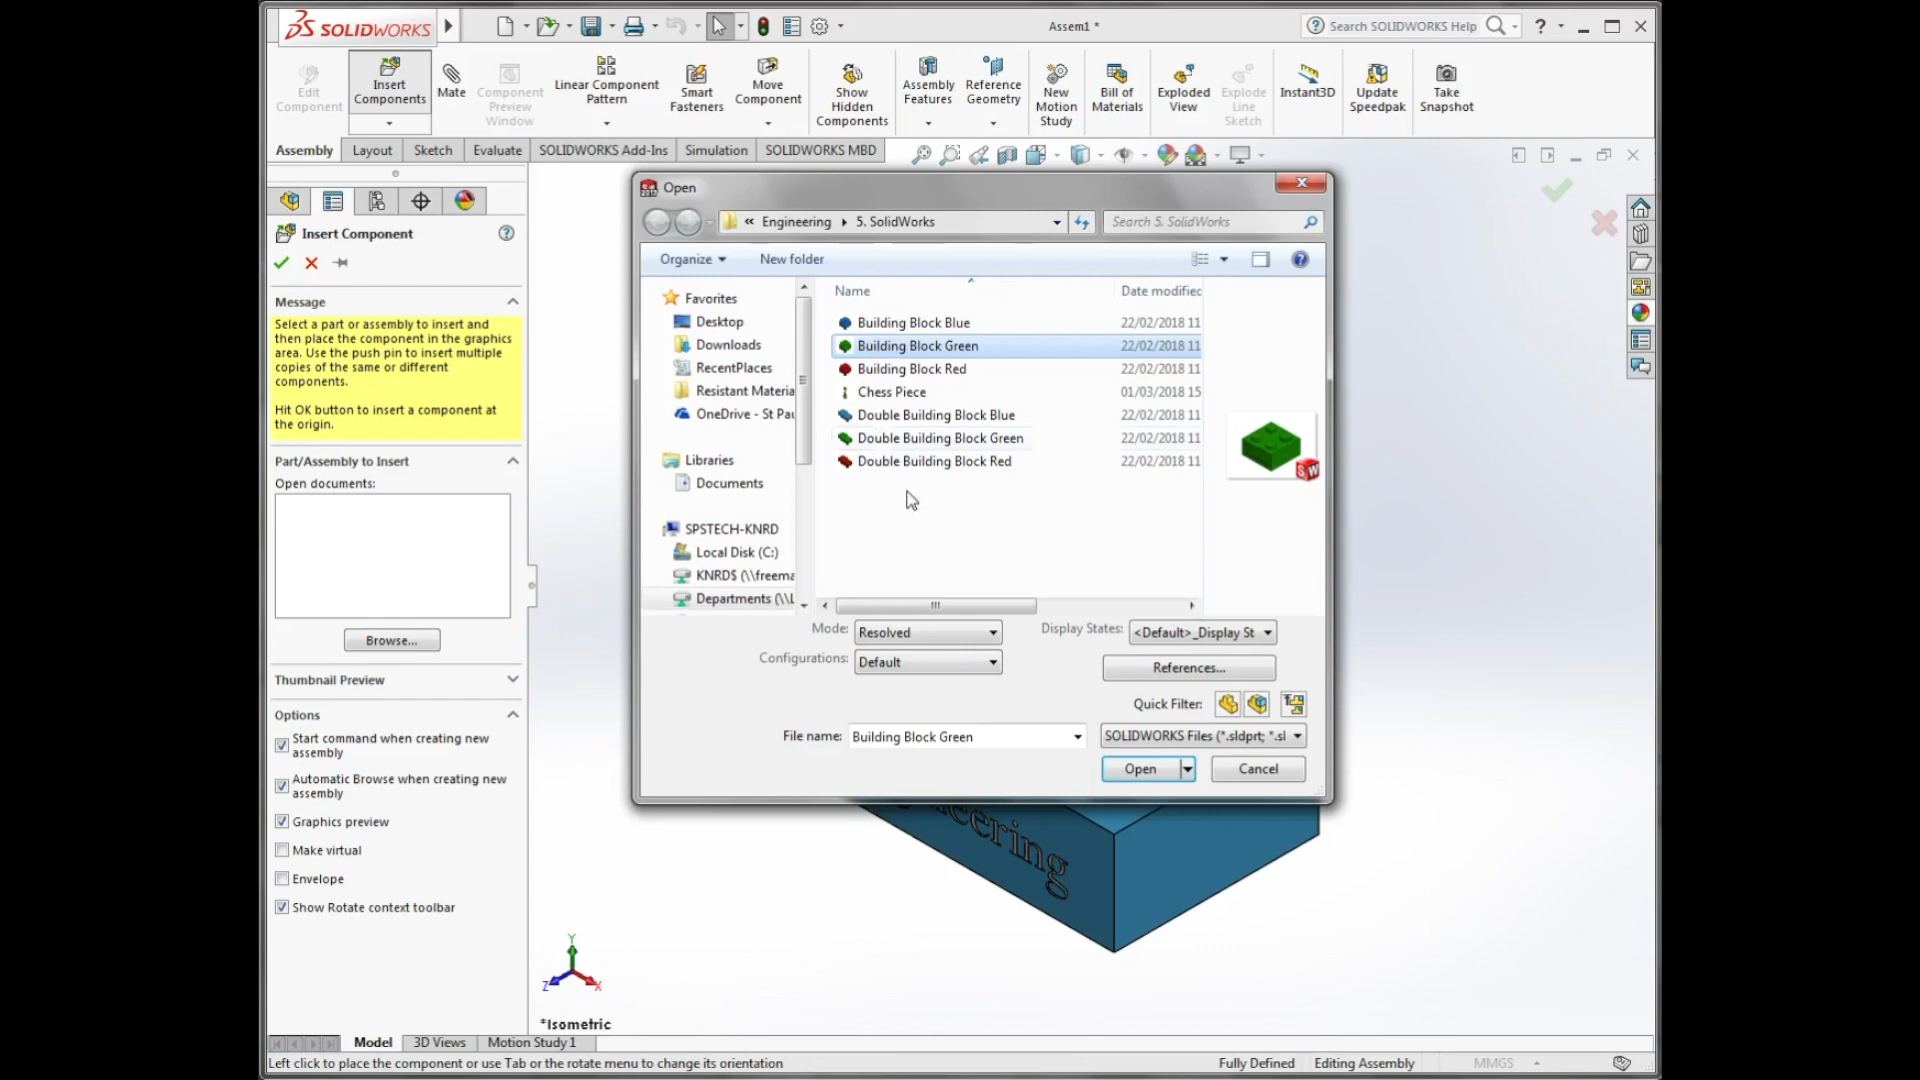 SOLIDWORKS
Assem1 *
Search SOLIDWORKS Help
?
Edit Component
Insert Components
Mate
Component Preview Window
Linear Component Pattern
Smart Fasteners
Move Component
Show Hidden Components
Assembly Features
Reference Geometry
New Motion Study
Bill of Materials
Exploded View
Explode Line Sketch
Instant3D
Update Speedpak
Take Snapshot
Assembly
Layout
Sketch
Evaluate
SOLIDWORKS Add-Ins
Simulation
SOLIDWORKS MBD
Insert Component
Message
Select a part or assembly to insert and
then place the component in the graphics
area. Use the push pin to insert multiple
copies of the same or different
components.
Hit OK button to insert a component at
the origin.
Part/Assembly to Insert
Open documents:
Browse...
Thumbnail Preview
Options
Start command when creating new
assembly
Automatic Browse when creating new
assembly
Graphics preview
Make virtual
Envelope
Show Rotate context toolbar
Open
« Engineering
5. SolidWorks
Search 5. SolidWorks
Organize
New folder
Favorites
Desktop
Downloads
RecentPlaces
Resistant Materia
OneDrive - St Pau
Libraries
Documents
SPSTECH-KNRD
Local Disk (C:)
KNRD$ (\\freema
Departments (\\L
Name
Date modified
Building Block Blue 22/02/2018 11
Building Block Green 22/02/2018 11
Building Block Red 22/02/2018 11
Chess Piece 01/03/2018 15
Double Building Block Blue 22/02/2018 11
Double Building Block Green 22/02/2018 11
Double Building Block Red 22/02/2018 11
SW
Mode: Resolved
Display States: <Default>_Display St
Configurations: Default
References...
Quick Filter:
File name: Building Block Green
SOLIDWORKS Files (*.sldprt; *.sl
Open
Cancel
eering
Y
Z
X
*Isometric
Model
3D Views
Motion Study 1
Left click to place the component or use Tab or the rotate menu to change its orientation
Fully Defined
Editing Assembly
MMGS